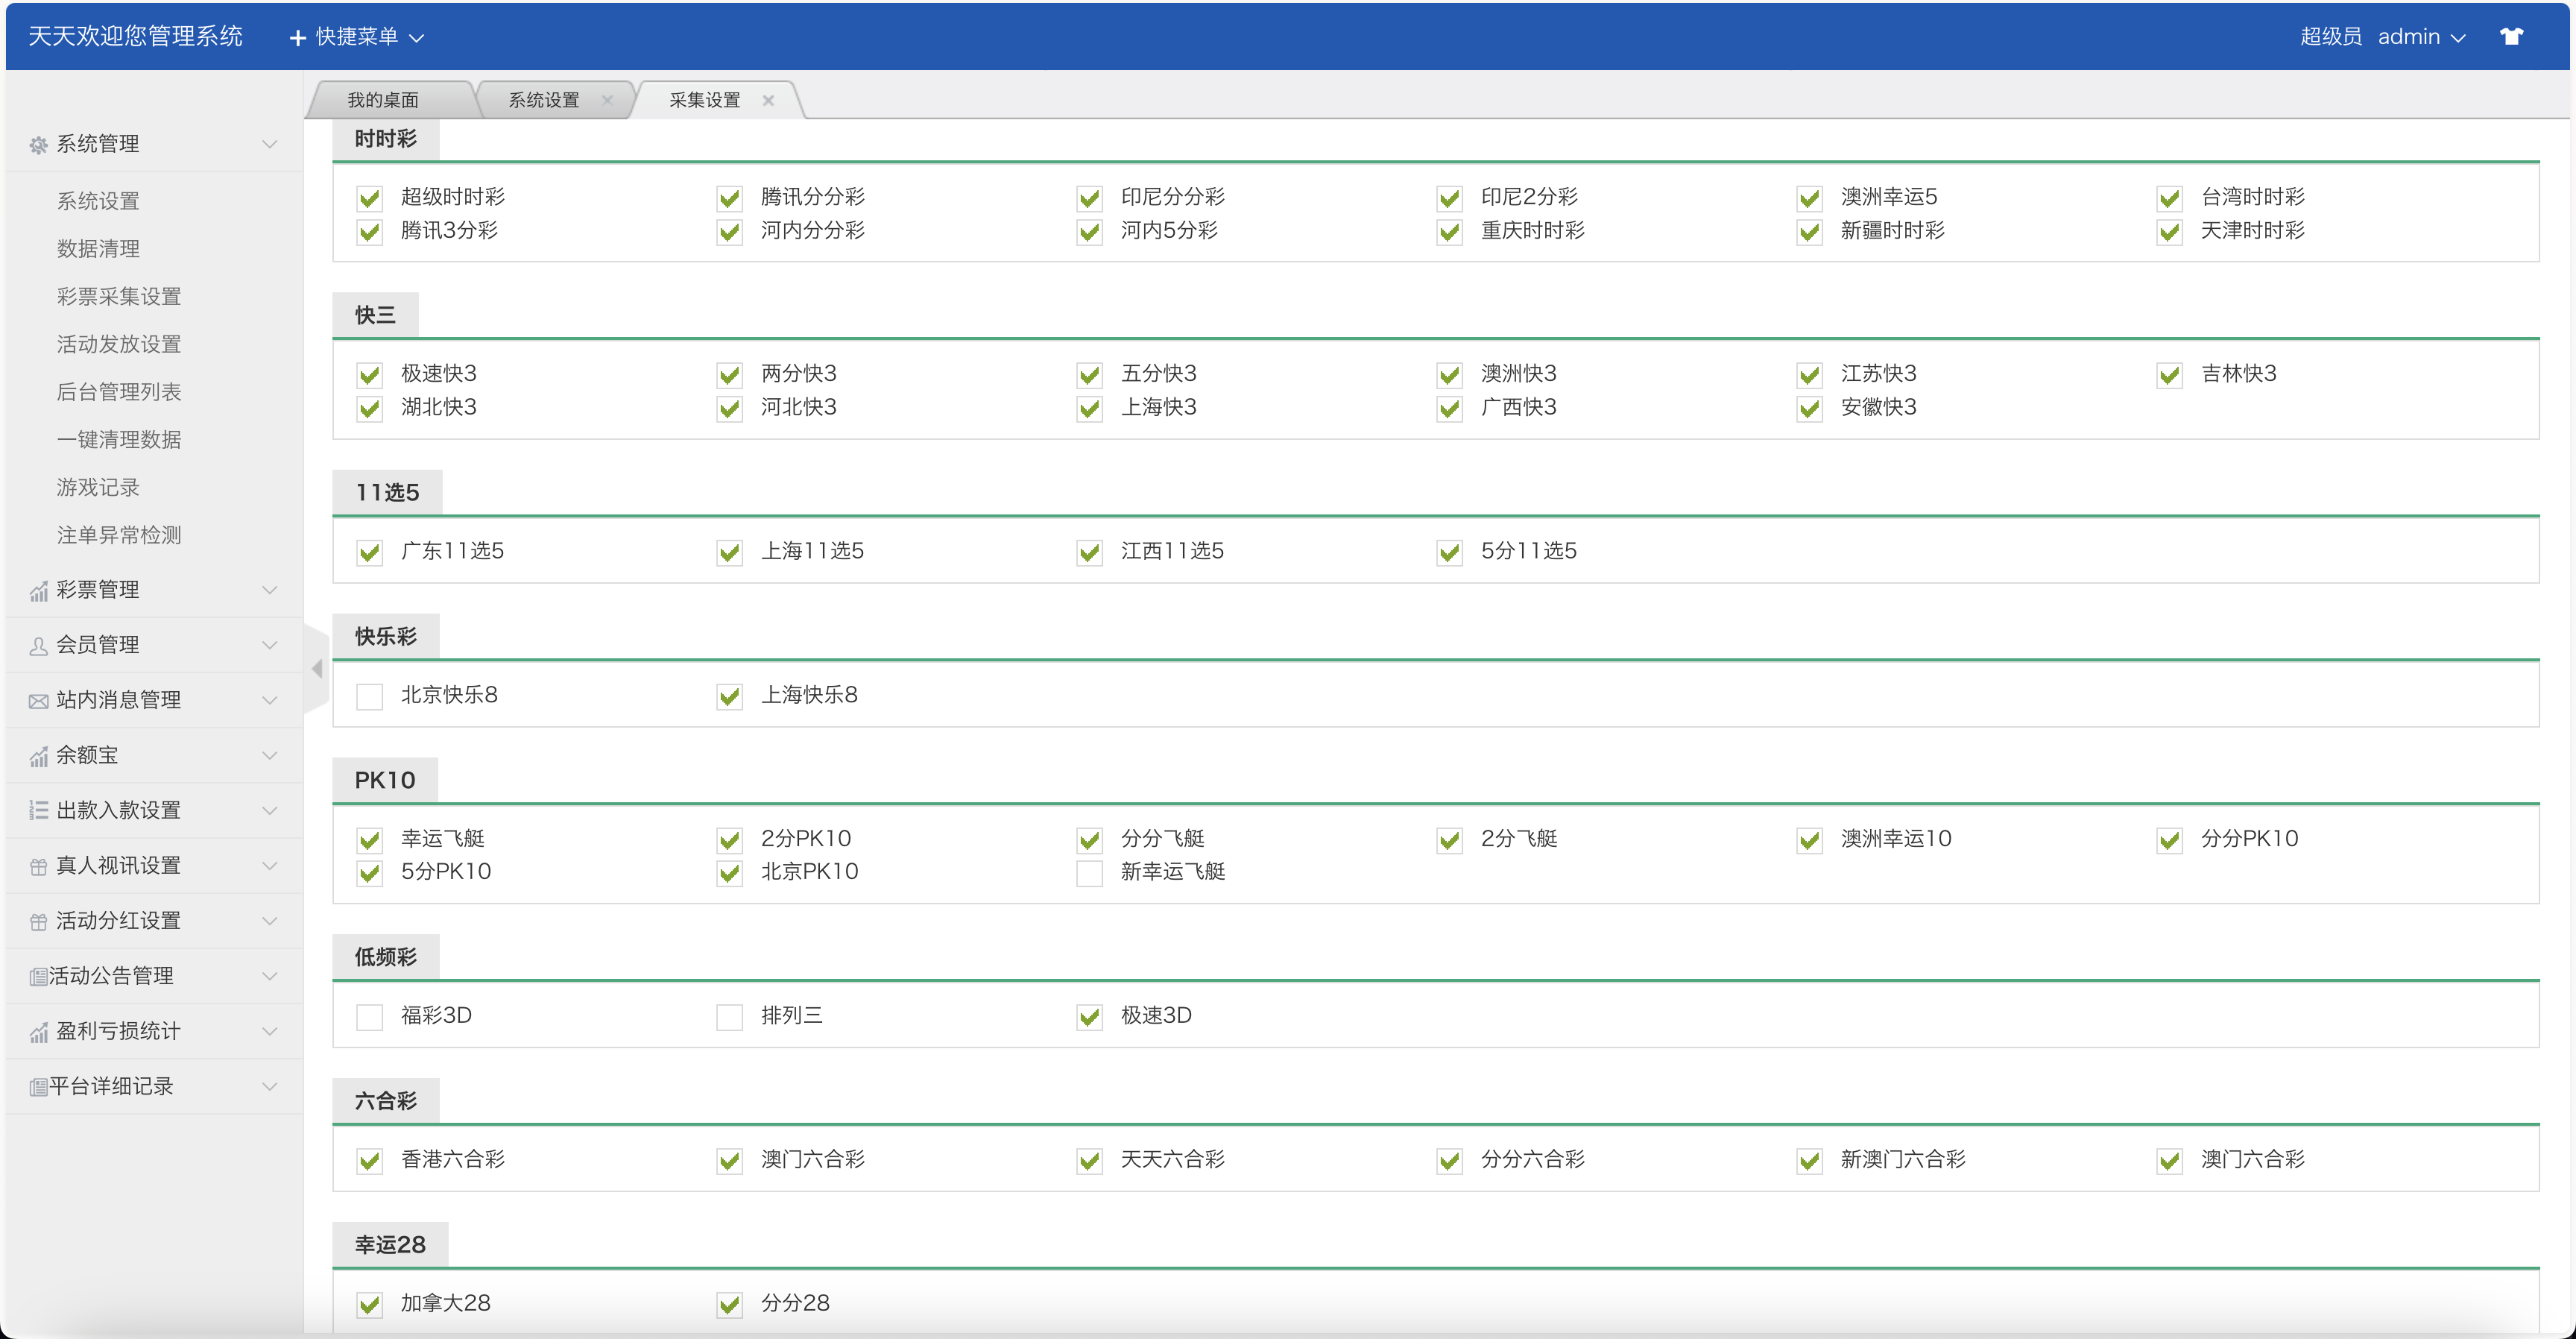 天天欢迎您管理系统 快捷菜单 超级员 admin
我的桌面 系统设置 采集设置
系统管理
系统设置
数据清理
彩票采集设置
活动发放设置
后台管理列表
一键清理数据
游戏记录
注单异常检测
彩票管理
会员管理
站内消息管理
余额宝
出款入款设置
真人视讯设置
活动分红设置
活动公告管理
盈利亏损统计
平台详细记录
时时彩
超级时时彩 腾讯分分彩 印尼分分彩 印尼2分彩 澳洲幸运5 台湾时时彩
腾讯3分彩 河内分分彩 河内5分彩 重庆时时彩 新疆时时彩 天津时时彩
快三
极速快3 两分快3 五分快3 澳洲快3 江苏快3 吉林快3
湖北快3 河北快3 上海快3 广西快3 安徽快3
11选5
广东11选5 上海11选5 江西11选5 5分11选5
快乐彩
北京快乐8 上海快乐8
PK10
幸运飞艇 2分PK10 分分飞艇 2分飞艇 澳洲幸运10 分分PK10
5分PK10 北京PK10 新幸运飞艇
低频彩
福彩3D 排列三 极速3D
六合彩
香港六合彩 澳门六合彩 天天六合彩 分分六合彩 新澳门六合彩 澳门六合彩
幸运28
加拿大28 分分28